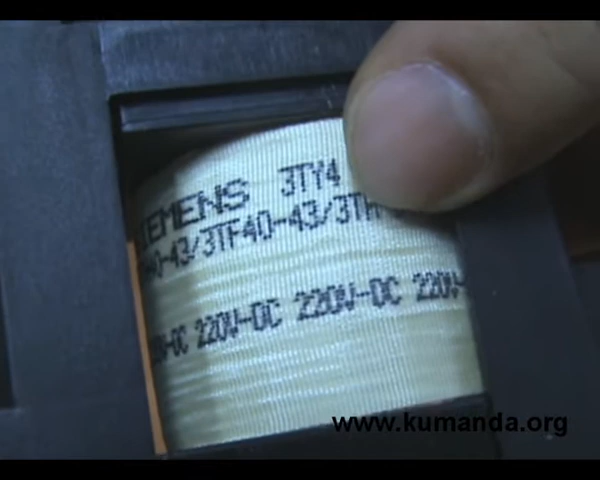 IEMENS 3TY4
40-43/3TF40-43/3TH
V-DC 220V-DC 220V-DC 220V-
www.kumanda.org